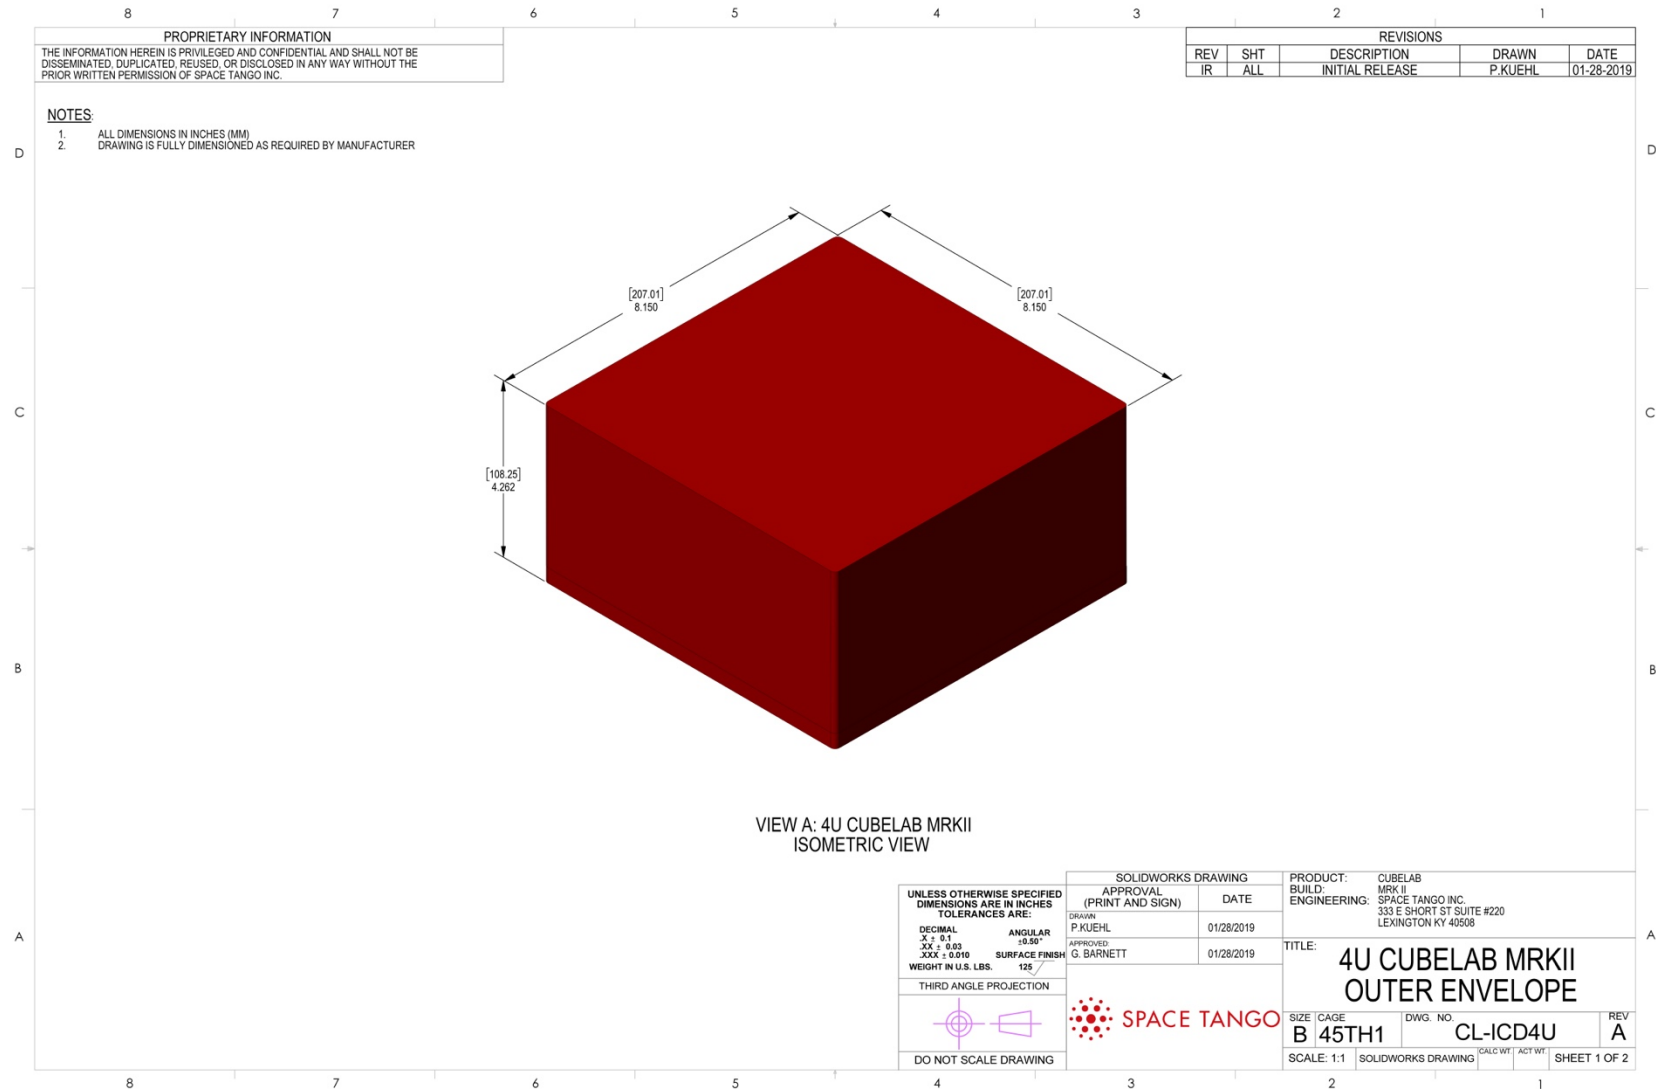 8 7 6 5 4 3 2 1
PROPRIETARY INFORMATION
THE INFORMATION HEREIN IS PRIVILEGED AND CONFIDENTIAL AND SHALL NOT BE
DISSEMINATED, DUPLICATED, REUSED, OR DISCLOSED IN ANY WAY WITHOUT THE
PRIOR WRITTEN PERMISSION OF SPACE TANGO INC.
REVISIONS
REV SHT DESCRIPTION DRAWN DATE
IR ALL INITIAL RELEASE P.KUEHL 01-28-2019
NOTES:
1. ALL DIMENSIONS IN INCHES (MM)
2. DRAWING IS FULLY DIMENSIONED AS REQUIRED BY MANUFACTURER
D D
[207.01]
8.150
[207.01]
8.150
C C
[108.25]
4.262
B B
VIEW A: 4U CUBELAB MRKII
ISOMETRIC VIEW
A A
UNLESS OTHERWISE SPECIFIED
DIMENSIONS ARE IN INCHES
TOLERANCES ARE:
DECIMAL
.X ± 0.1
.XX ± 0.03
.XXX ± 0.010
ANGULAR
±0.50°
SURFACE FINISH
125
WEIGHT IN U.S. LBS.
THIRD ANGLE PROJECTION
DO NOT SCALE DRAWING
SOLIDWORKS DRAWING
APPROVAL
(PRINT AND SIGN)
DATE
DRAWN
P.KUEHL 01/28/2019
APPROVED:
G. BARNETT 01/28/2019
SPACE TANGO
PRODUCT: CUBELAB
BUILD: MRK II
ENGINEERING: SPACE TANGO INC.
333 E SHORT ST SUITE #220
LEXINGTON KY 40508
TITLE:
4U CUBELAB MRKII
OUTER ENVELOPE
SIZE CAGE DWG. NO. REV
B 45TH1 CL-ICD4U A
SCALE: 1:1 SOLIDWORKS DRAWING CALC WT. ACT WT. SHEET 1 OF 2
8 7 6 5 4 3 2 1